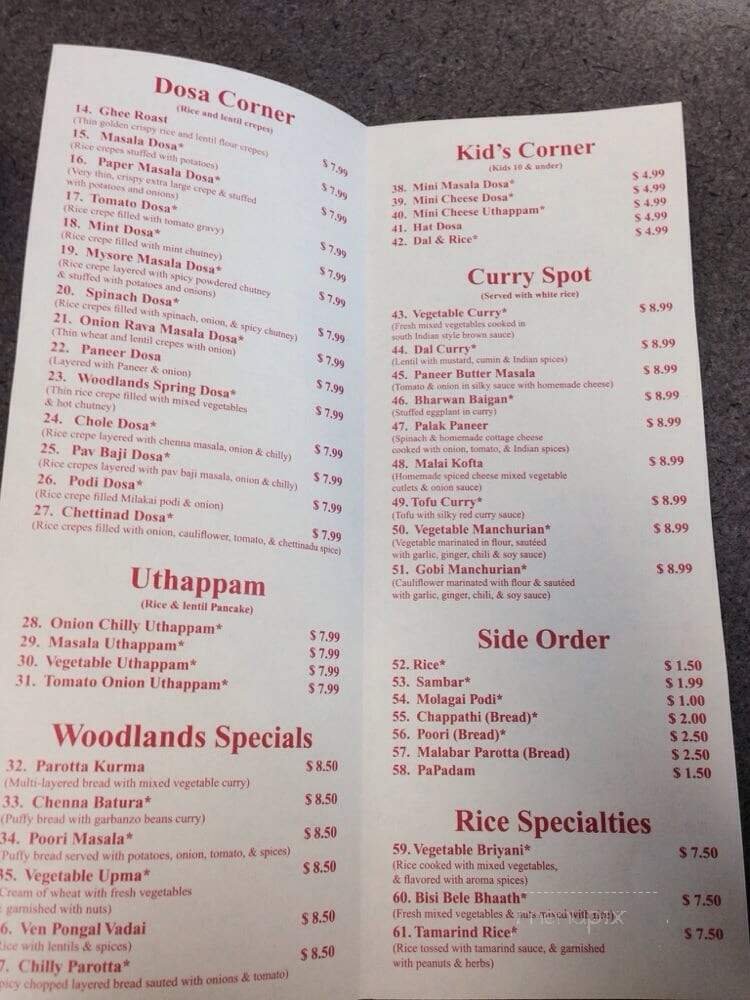 Dosa Corner
(Rice and lentil crepes)
14. Ghee Roast $ 7.99
(Thin golden crispy rice and lentil flour crepes)
15. Masala Dosa* $ 7.99
(Rice crepes stuffed with potatoes)
16. Paper Masala Dosa* $ 7.99
(Very thin, crispy extra large crepe & stuffed
with potatoes and onions)
17. Tomato Dosa* $ 7.99
(Rice crepe filled with tomato gravy)
18. Mint Dosa* $ 7.99
(Rice crepe filled with mint chutney)
19. Mysore Masala Dosa* $ 7.99
(Rice crepe layered with spicy powdered chutney
& stuffed with potatoes and onions)
20. Spinach Dosa* $ 7.99
(Rice crepes filled with spinach, onion, & spicy chutney)
21. Onion Rava Masala Dosa* $ 7.99
(Thin wheat and lentil crepes with onion)
22. Paneer Dosa $ 7.99
(Layered with Paneer & onion)
23. Woodlands Spring Dosa* $ 7.99
(Thin rice crepe filled with mixed vegetables
& hot chutney)
24. Chole Dosa* $ 7.99
(Rice crepe layered with chenna masala, onion & chilly)
25. Pav Baji Dosa* $ 7.99
(Rice crepes layered with pav baji masala, onion & chilly)
26. Podi Dosa* $ 7.99
(Rice crepe filled Milakai podi & onion)
27. Chettinad Dosa* $ 7.99
(Rice crepes filled with onion, cauliflower, tomato, & chettinadu spice)
Uthappam
(Rice & lentil Pancake)
28. Onion Chilly Uthappam* $ 7.99
29. Masala Uthappam* $ 7.99
30. Vegetable Uthappam* $ 7.99
31. Tomato Onion Uthappam* $ 7.99
Woodlands Specials
32. Parotta Kurma $ 8.50
(Multi-layered bread with mixed vegetable curry)
33. Chenna Batura* $ 8.50
(Puffy bread with garbanzo beans curry)
34. Poori Masala* $ 8.50
(Puffy bread served with potatoes, onion, tomato, & spices)
35. Vegetable Upma* $ 8.50
Cream of wheat with fresh vegetables
garnished with nuts)
6. Ven Pongal Vadai $ 8.50
Rice with lentils & spices)
7. Chilly Parotta* $ 8.50
picy chopped layered bread sauted with onions & tomato)
Kid's Corner
(Kids 10 & under)
38. Mini Masala Dosa* $ 4.99
39. Mini Cheese Dosa* $ 4.99
40. Mini Cheese Uthappam* $ 4.99
41. Hat Dosa $ 4.99
42. Dal & Rice* $ 4.99
Curry Spot
(Served with white rice)
43. Vegetable Curry* $ 8.99
(Fresh mixed vegetables cooked in
south Indian style brown sauce)
44. Dal Curry* $ 8.99
(Lentil with mustard, cumin & Indian spices)
45. Paneer Butter Masala $ 8.99
(Tomato & onion in silky sauce with homemade cheese)
46. Bharwan Baigan* $ 8.99
(Stuffed eggplant in curry)
47. Palak Paneer $ 8.99
(Spinach & homemade cottage cheese
cooked with onion, tomato, & Indian spices)
48. Malai Kofta $ 8.99
(Homemade spiced cheese mixed vegetable
cutlets & onion sauce)
49. Tofu Curry* $ 8.99
(Tofu with silky red curry sauce)
50. Vegetable Manchurian* $ 8.99
(Vegetable marinated in flour, sautéed
with garlic, ginger, chili & soy sauce)
51. Gobi Manchurian* $ 8.99
(Cauliflower marinated with flour & sautéed
with garlic, ginger, chili, & soy sauce)
Side Order
52. Rice* $ 1.50
53. Sambar* $ 1.99
54. Molagai Podi* $ 1.00
55. Chappathi (Bread)* $ 2.00
56. Poori (Bread)* $ 2.50
57. Malabar Parotta (Bread) $ 2.50
58. PaPadam $ 1.50
Rice Specialties
59. Vegetable Briyani* $ 7.50
(Rice cooked with mixed vegetables,
& flavored with aroma spices)
60. Bisi Bele Bhaath* $ 7.50
(Fresh mixed vegetables & nuts mixed with rice)
menupix
61. Tamarind Rice* $ 7.50
(Rice tossed with tamarind sauce, & garnished
with peanuts & herbs)